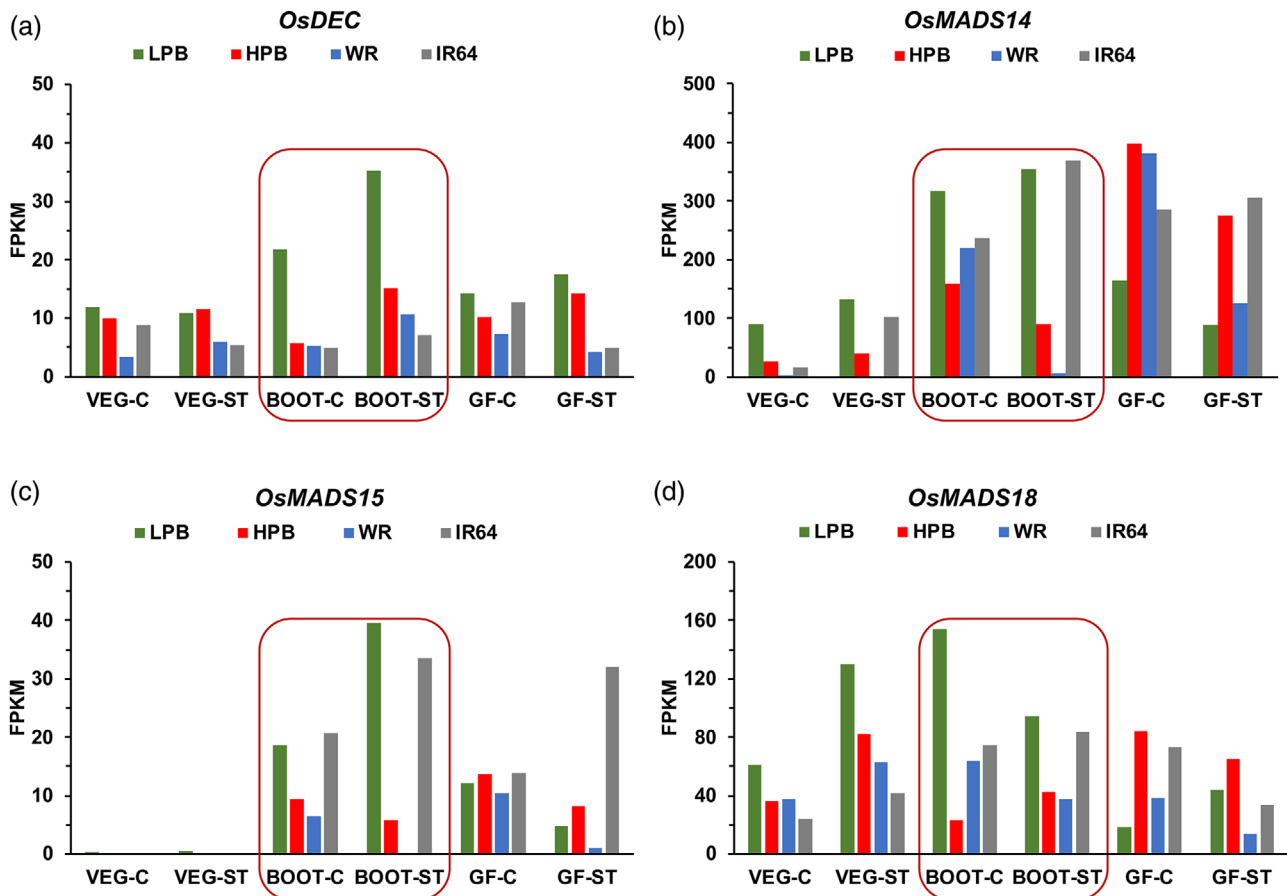 (a) OsDEC
LPB HPB WR IR64
50
40
30
20
10
0
FPKM
VEG-C VEG-ST BOOT-C BOOT-ST GF-C GF-ST
(b) OsMADS14
LPB HPB WR IR64
500
400
300
200
100
0
FPKM
VEG-C VEG-ST BOOT-C BOOT-ST GF-C GF-ST
(c) OsMADS15
LPB HPB WR IR64
50
40
30
20
10
0
FPKM
VEG-C VEG-ST BOOT-C BOOT-ST GF-C GF-ST
(d) OsMADS18
LPB HPB WR IR64
200
160
120
80
40
0
FPKM
VEG-C VEG-ST BOOT-C BOOT-ST GF-C GF-ST